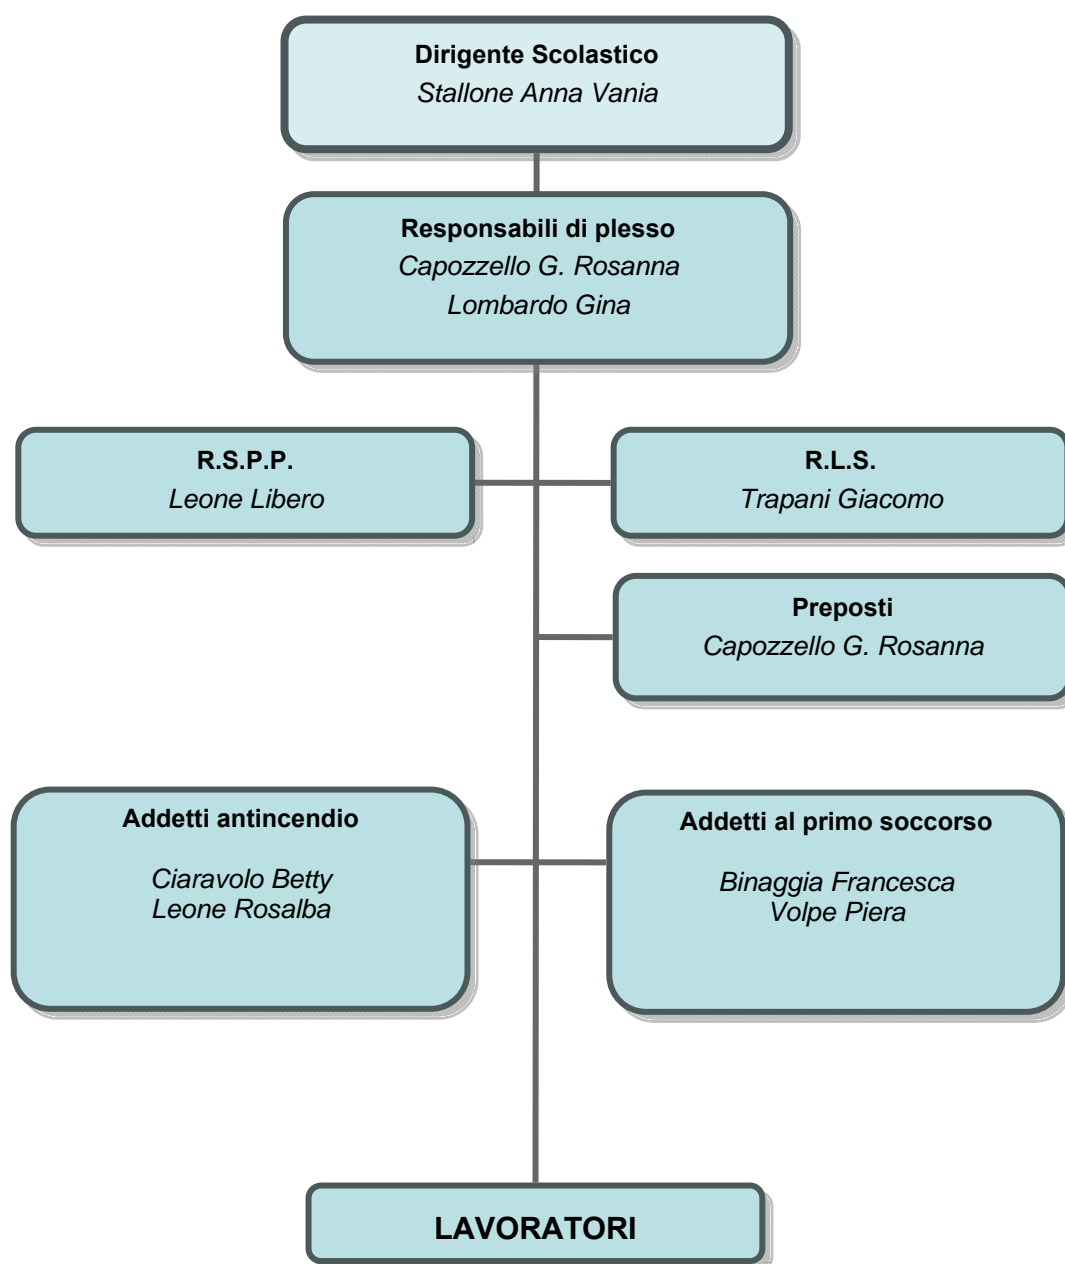 Dirigente Scolastico
Stallone Anna Vania
Responsabili di plesso
Capozzello G. Rosanna
Lombardo Gina
R.S.P.P.
Leone Libero
R.L.S.
Trapani Giacomo
Preposti
Capozzello G. Rosanna
Addetti antincendio
Ciaravolo Betty
Leone Rosalba
Addetti al primo soccorso
Binaggia Francesca
Volpe Piera
LAVORATORI